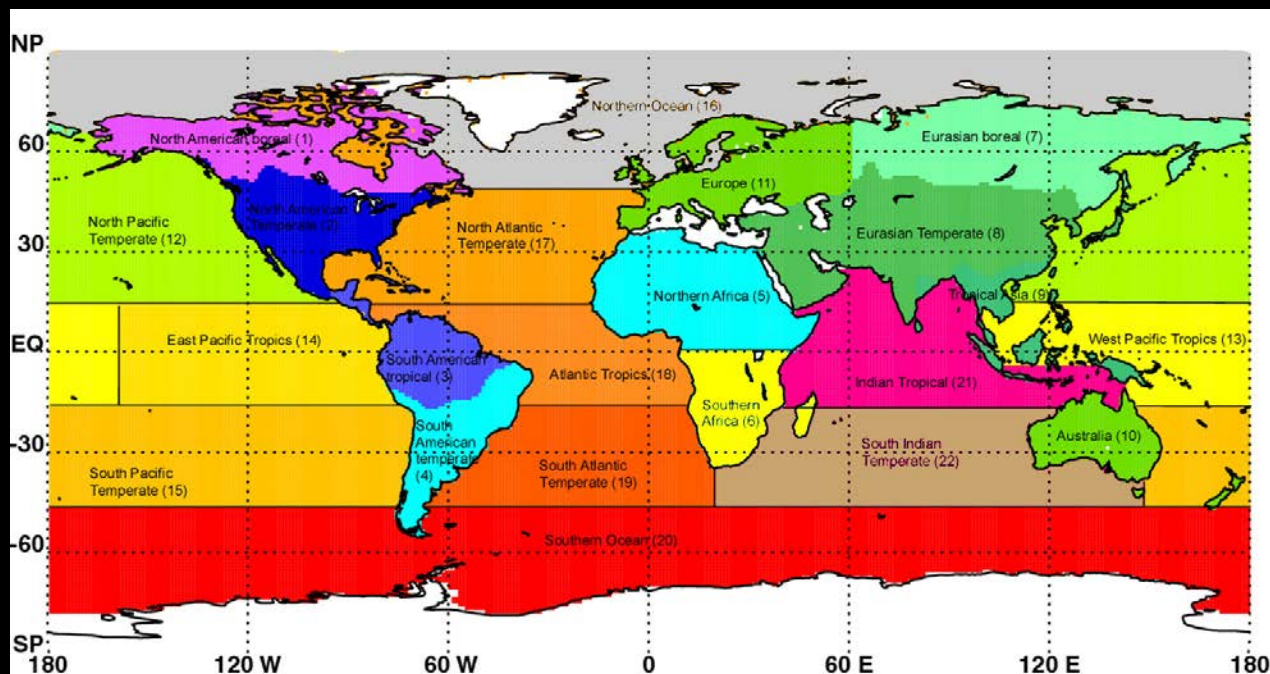 NP
Northern Ocean (16)
North American boreal (1)
Eurasian boreal (7)
60
Europe (11)
North American
Temperate (2)
North Pacific
Temperate (12)
North Atlantic
Temperate (17)
Eurasian Temperate (8)
30
Northern Africa (5)
Tropical Asia (9)
East Pacific Tropics (14)
West Pacific Tropics (13)
EQ
South American
tropical (3)
Atlantic Tropics (18)
Indian Tropical (21)
Southern
Africa (6)
South
American
temperate
(4)
Australia (10)
South Indian
Temperate (22)
-30
South Pacific
Temperate (15)
South Atlantic
Temperate (19)
Southern Ocean (20)
-60
SP
180 120 W 60 W 0 60 E 120 E 180